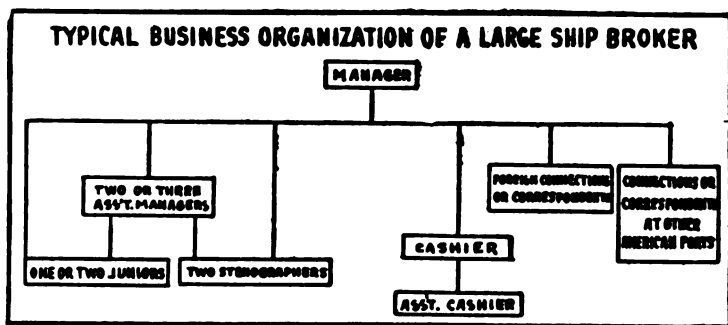 TYPICAL BUSINESS ORGANIZATION OF A LARGE SHIP BROKER
MANAGER
TWO OR THREE
ASS'T. MANAGERS
FOREIGN CONNECTIONS
OR CORRESPONDENTS
CONNECTIONS OR
CORRESPONDENTS
AT OTHER
AMERICAN PORTS
ONE OR TWO JUNIORS
TWO STENOGRAPHERS
CASHIER
ASS'T. CASHIER